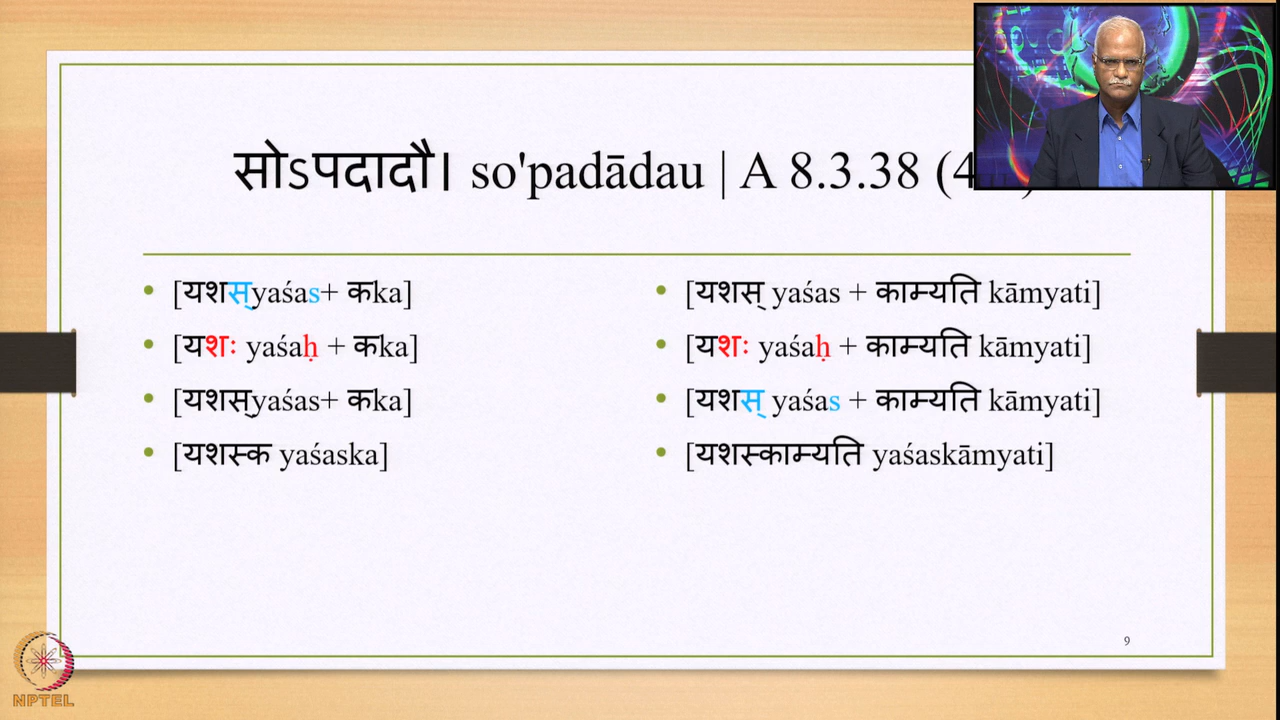 सोऽपदादौ। so'padādau | A 8.3.38 (4
[यशस्yaśas+ कka]
[यशः yaśaḥ + कka]
[यशस्yaśas+ कka]
[यशस्क yaśaska]
[यशस् yaśas + काम्यति kāmyati]
[यशः yaśaḥ + काम्यति kāmyati]
[यशस् yaśas + काम्यति kāmyati]
[यशस्काम्यति yaśaskāmyati]
9
NPTEL